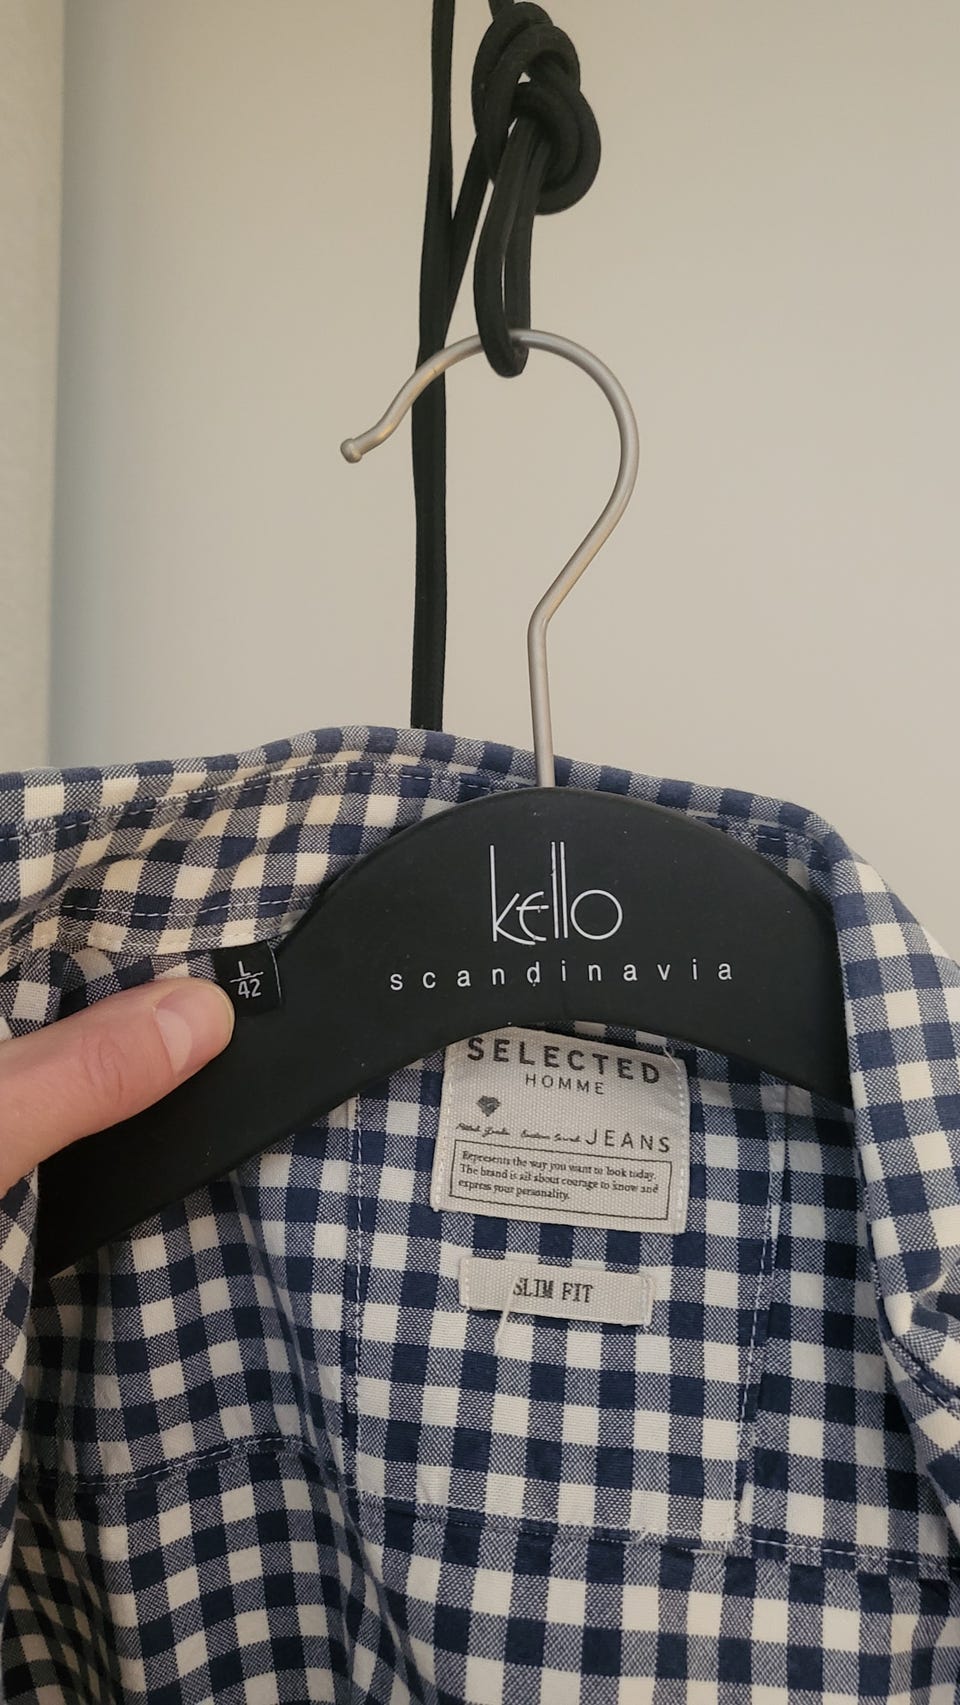 kello
scandinavia
L
42
SELECTED
HOMME
JEANS
Represents the way you want to look today.
The brand is all about courage to know and
express your personality.
SLIM FIT